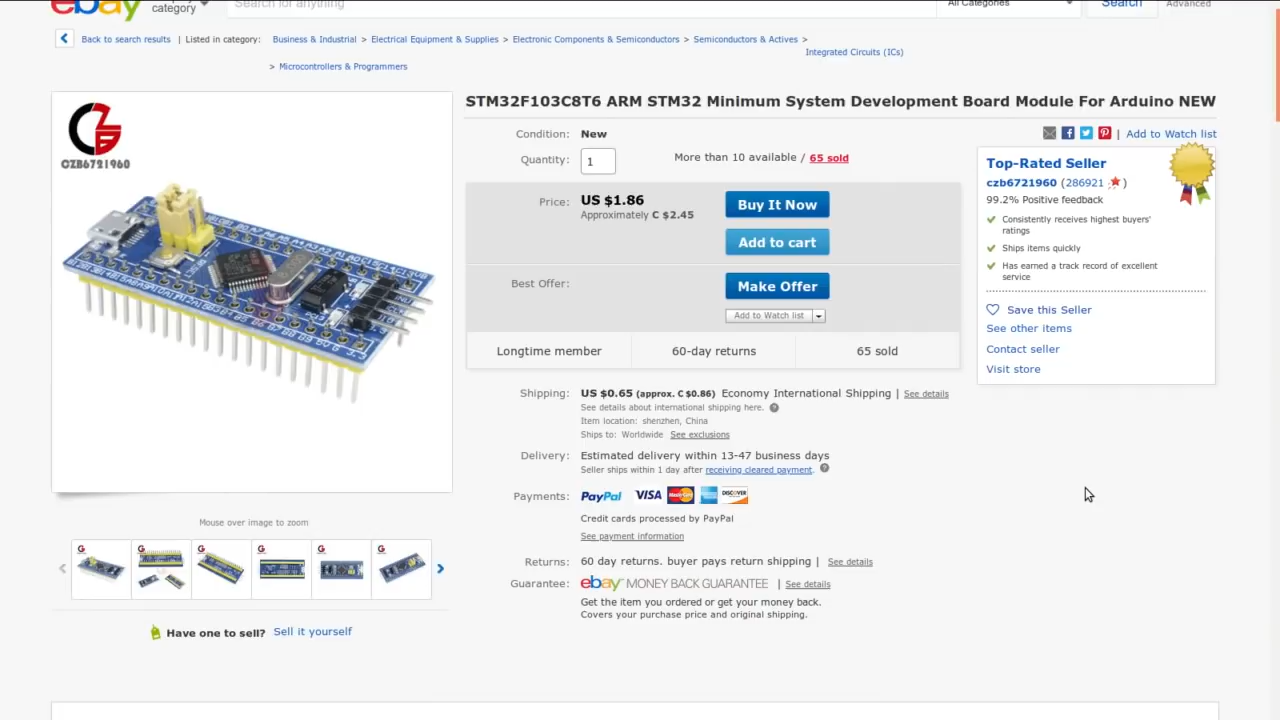 ebay
category
Search for anything
All Categories
Search
Advanced
Back to search results | Listed in category: Business & Industrial > Electrical Equipment & Supplies > Electronic Components & Semiconductors > Semiconductors & Actives >
Integrated Circuits (ICs)
> Microcontrollers & Programmers
CZB6721960
STM32F103C8T6 ARM STM32 Minimum System Development Board Module For Arduino NEW
Condition: New
| Add to Watch list
Quantity: 1
More than 10 available / 65 sold
Price: US $1.86
Approximately C $2.45
Buy It Now
Add to cart
Best Offer:
Make Offer
Add to Watch list
Longtime member
60-day returns
65 sold
Top-Rated Seller
czb6721960 (286921 )
99.2% Positive feedback
Consistently receives highest buyers'
ratings
Ships items quickly
Has earned a track record of excellent
service
Save this Seller
See other items
Contact seller
Visit store
Shipping: US $0.65 (approx. C $0.86) Economy International Shipping | See details
See details about international shipping here. ?
Item location: shenzhen, China
Ships to: Worldwide See exclusions
Delivery: Estimated delivery within 13-47 business days
Seller ships within 1 day after receiving cleared payment. ?
Payments: PayPal VISA MasterCard DISCOVER
Credit cards processed by PayPal
See payment information
Returns: 60 day returns. buyer pays return shipping | See details
Guarantee: ebay MONEY BACK GUARANTEE | See details
Get the item you ordered or get your money back.
Covers your purchase price and original shipping.
Mouse over image to zoom
Have one to sell? Sell it yourself